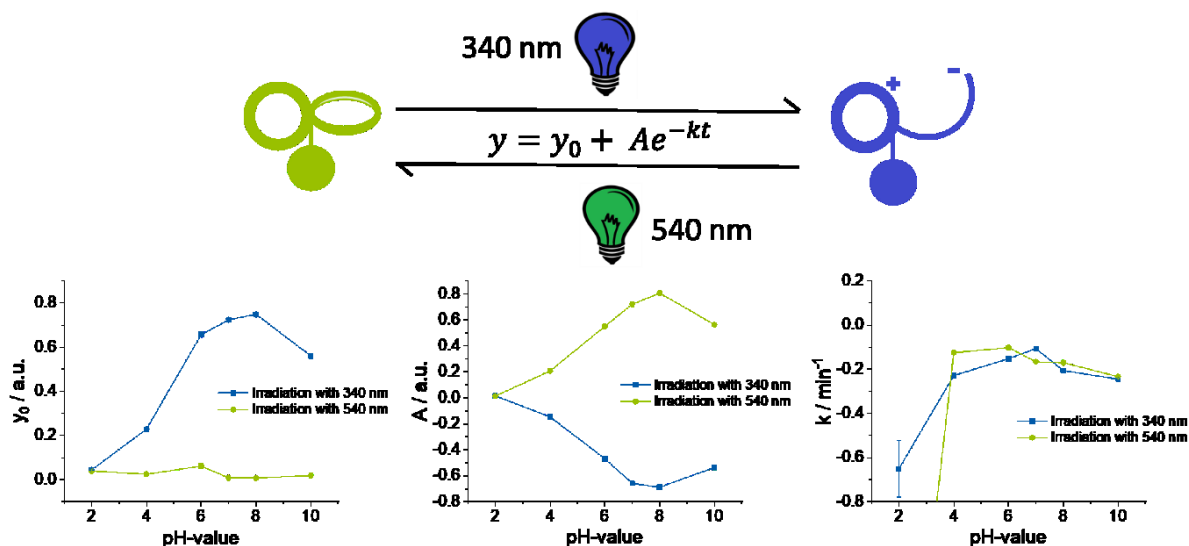 340 nm
+ -
y = y₀ + Ae⁻ᵏᵗ
540 nm
0.8
0.6
0.4
0.2
0.0
y₀ / a.u.
Irradiation with 340 nm
Irradiation with 540 nm
2 4 6 8 10
pH-value
0.8
0.6
0.4
0.2
0.0
-0.2
-0.4
-0.6
-0.8
A / a.u.
Irradiation with 340 nm
Irradiation with 540 nm
2 4 6 8 10
pH-value
0.2
0.0
-0.2
-0.4
-0.6
-0.8
k / min⁻¹
Irradiation with 340 nm
Irradiation with 540 nm
2 4 6 8 10
pH-value